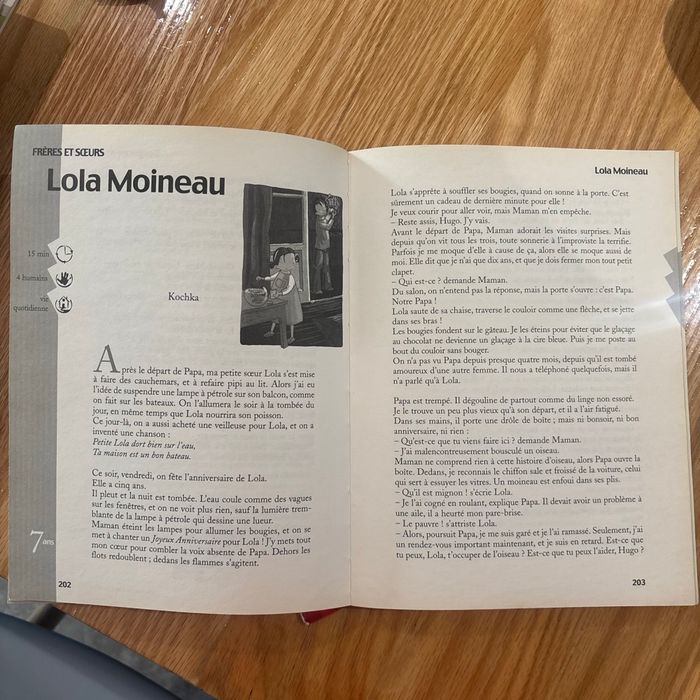 FRÈRES ET SŒURS
Lola Moineau
15 min
4 humains
vie
quotidienne
Kochka
Après le départ de Papa, ma petite sœur Lola s'est mise
à faire des cauchemars, et à refaire pipi au lit. Alors j'ai eu
l'idée de suspendre une lampe à pétrole sur son balcon, comme
on fait sur les bateaux. On l'allumera le soir à la tombée du
jour, en même temps que Lola nourrira son poisson.
Ce jour-là, on a aussi acheté une veilleuse pour Lola, et on a
inventé une chanson :
Petite Lola dort bien sur l'eau,
Ta maison est un bon bateau.
Ce soir, vendredi, on fête l'anniversaire de Lola.
Elle a cinq ans.
Il pleut et la nuit est tombée. L'eau coule comme des vagues
sur les fenêtres, et on ne voit plus rien, sauf la lumière trem-
blante de la lampe à pétrole qui dessine une lueur.
Maman éteint les lampes pour allumer les bougies, et on se
met à chanter un Joyeux Anniversaire pour Lola ! J'y mets tout
mon cœur pour combler la voix absente de Papa. Dehors les
flots redoublent ; dedans les flammes s'agitent.
7 ans
202
Lola Moineau
Lola s'apprête à souffler ses bougies, quand on sonne à la porte. C'est
sûrement un cadeau de dernière minute pour elle !
Je veux courir pour aller voir, mais Maman m'en empêche.
– Reste assis, Hugo. J'y vais.
Avant le départ de Papa, Maman adorait les visites surprises. Mais
depuis qu'on vit tous les trois, toute sonnerie à l'improviste la terrifie.
Parfois je me moque d'elle à cause de ça, alors elle se moque aussi de
moi. Elle dit que je n'ai que dix ans, et que je dois fermer mon tout petit
clapet.
– Qui est-ce ? demande Maman.
Du salon, on n'entend pas la réponse, mais la porte s'ouvre : c'est Papa.
Notre Papa !
Lola saute de sa chaise, traverse le couloir comme une flèche, et se jette
dans ses bras !
Les bougies fondent sur le gâteau. Je les éteins pour éviter que le glaçage
au chocolat ne devienne un glaçage à la cire bleue. Puis je me poste au
bout du couloir sans bouger.
On n'a pas vu Papa depuis presque quatre mois, depuis qu'il est tombé
amoureux d'une autre femme. Il nous a téléphoné quelquefois, mais il
n'a parlé qu'à Lola.
Papa est trempé. Il dégouline de partout comme du linge non essoré.
Je le trouve un peu plus vieux qu'à son départ, et il a l'air fatigué.
Dans ses mains, il porte une drôle de boîte ; mais ni bonsoir, ni bon
anniversaire, ni rien :
– Qu'est-ce que tu viens faire ici ? demande Maman.
– J'ai malencontreusement bousculé un oiseau.
Maman ne comprend rien à cette histoire d'oiseau, alors Papa ouvre la
boîte. Dedans, je reconnais le chiffon sale et froissé de la voiture, celui
qui sert à essuyer les vitres. Un moineau est enfoui dans ses plis.
– Qu'il est mignon ! s'écrie Lola.
– Je l'ai cogné en roulant, explique Papa. Il devait avoir un problème à
une aile, il a heurté mon pare-brise.
– Le pauvre ! s'attriste Lola.
– Alors, poursuit Papa, je me suis garé et je l'ai ramassé. Seulement, j'ai
un rendez-vous important maintenant, et je suis en retard. Est-ce que
tu peux, Lola, t'occuper de l'oiseau ? Est-ce que tu peux l'aider, Hugo ?
203